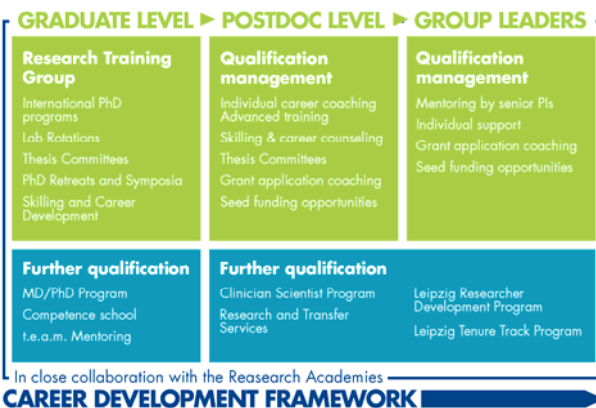 GRADUATE LEVEL ► POSTDOC LEVEL ► GROUP LEADERS
Research Training
Group
International PhD
programs
Lab Rotations
Thesis Committees
PhD Retreats and Symposia
Skilling and Career
Development
Qualification
management
Individual career coaching
Advanced training
Skilling & career counseling
Thesis Committees
Grant application coaching
Seed funding opportunities
Qualification
management
Mentoring by senior PIs
Individual support
Grant application coaching
Seed funding opportunities
Further qualification
MD/PhD Program
Competence school
t.e.a.m. Mentoring
Further qualification
Clinician Scientist Program
Research and Transfer
Services
Leipzig Researcher
Development Program
Leipzig Tenure Track Program
In close collaboration with the Reasearch Academies
CAREER DEVELOPMENT FRAMEWORK